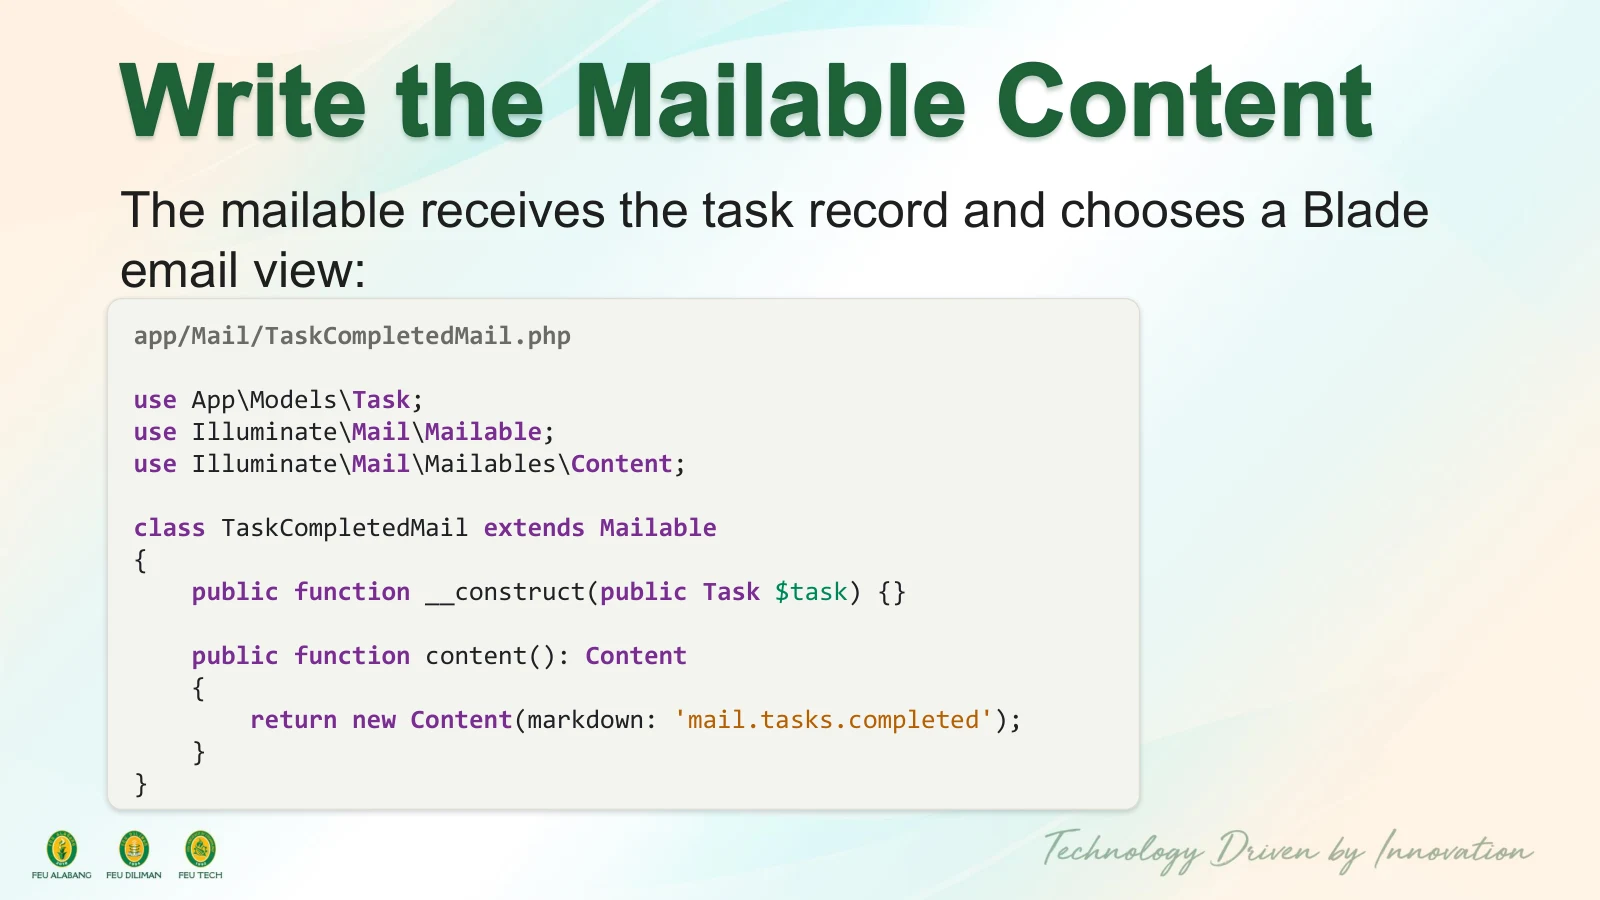 Write the Mailable Content
The mailable receives the task record and chooses a Blade
email view:
app/Mail/TaskCompletedMail.php
use App\Models\Task;
use Illuminate\Mail\Mailable;
use Illuminate\Mail\Mailables\Content;
class TaskCompletedMail extends Mailable
{
    public function __construct(public Task $task) {}
    public function content(): Content
    {
        return new Content(markdown: 'mail.tasks.completed');
    }
}
FEU ALABANG FEU DILIMAN FEU TECH
Technology Driven by Innovation